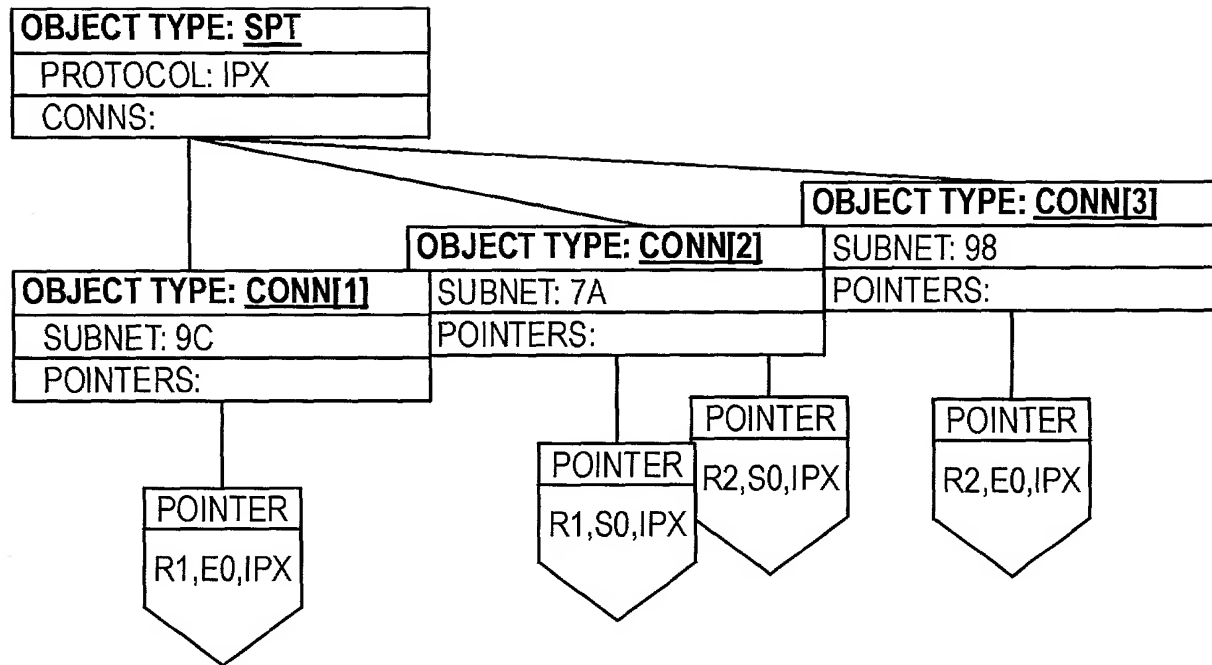 OBJECT TYPE: SPT
PROTOCOL: IPX
CONNS:
OBJECT TYPE: CONN[3]
SUBNET: 98
POINTERS:
OBJECT TYPE: CONN[2]
SUBNET: 7A
POINTERS:
OBJECT TYPE: CONN[1]
SUBNET: 9C
POINTERS:
POINTER
R1,E0,IPX
POINTER
R1,S0,IPX
POINTER
R2,S0,IPX
POINTER
R2,E0,IPX